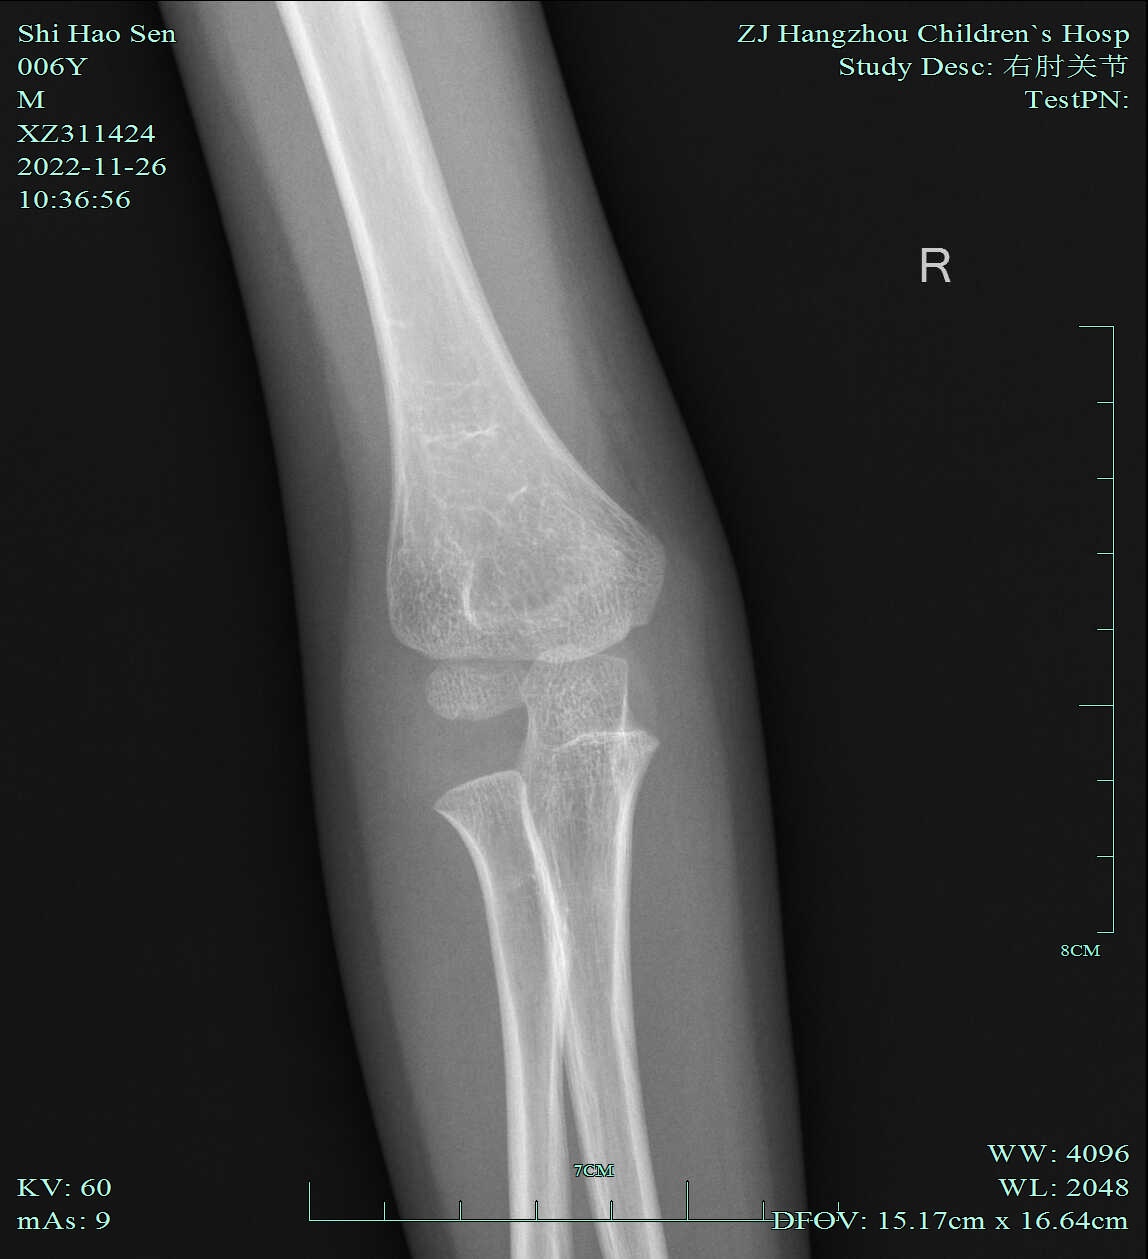 Shi Hao Sen
006Y
M
XZ311424
2022-11-26
10:36:56
ZJ Hangzhou Children`s Hosp
Study Desc: 右肘关节
TestPN:
R
8CM
7CM
KV: 60
mAs: 9
WW: 4096
WL: 2048
DFOV: 15.17cm x 16.64cm